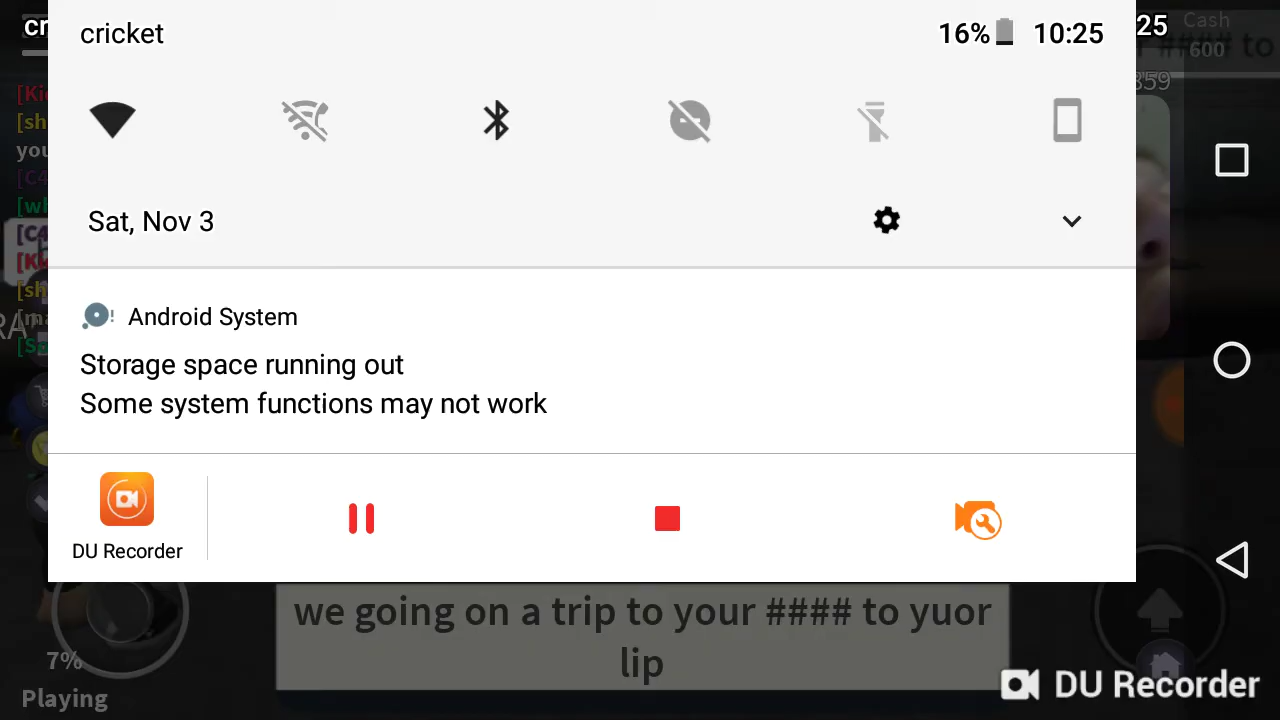 cricket 16% 10:25
25 Cash
600
Sat, Nov 3
Android System
Storage space running out
Some system functions may not work
DU Recorder
we going on a trip to your #### to yuor
lip
7%
Playing
DU Recorder